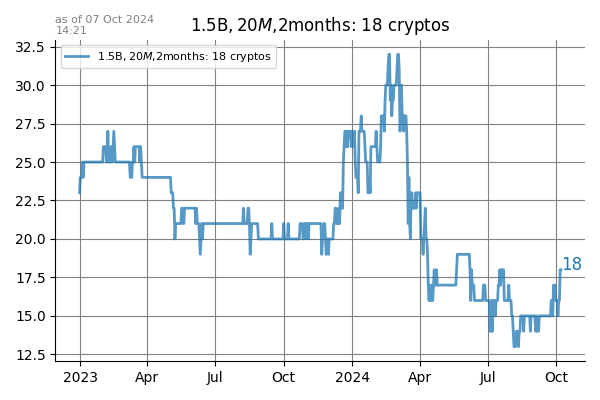 as of 07 Oct 2024
14:21
1.5B, 20M,2months: 18 cryptos
1.5B, 20M,2months: 18 cryptos
32.5
30.0
27.5
25.0
22.5
20.0
17.5
15.0
12.5
18
2023 Apr Jul Oct 2024 Apr Jul Oct